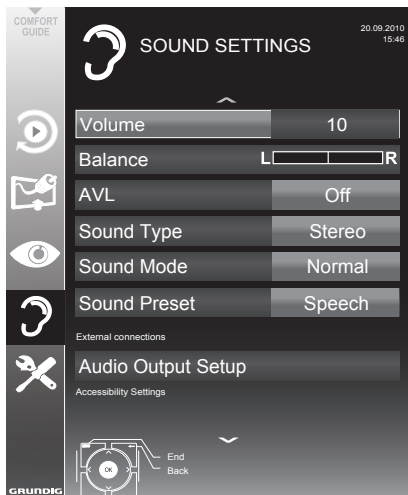 COMFORT
GUIDE
SOUND SETTINGS
20.09.2010
15:46
Volume 10
Balance L R
AVL Off
Sound Type Stereo
Sound Mode Normal
Sound Preset Speech
External connections
Audio Output Setup
Accessibility Settings
End
OK
Back
GRUNDIG